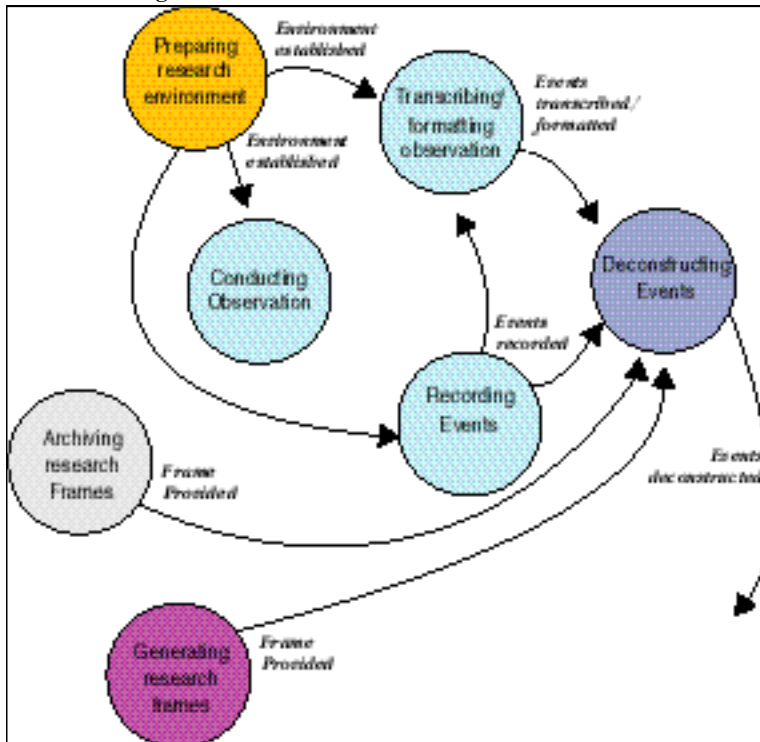 Preparing
research
environment
Environment
established
Transcribing/
formatting
observation
Events
transcribed/
formatted
Environment
established
Conducting
Observation
Deconstructing
Events
Events
recorded
Recording
Events
Archiving
research
Frames
Frame
Provided
Events
deconstructed
Generating
research
frames
Frame
Provided